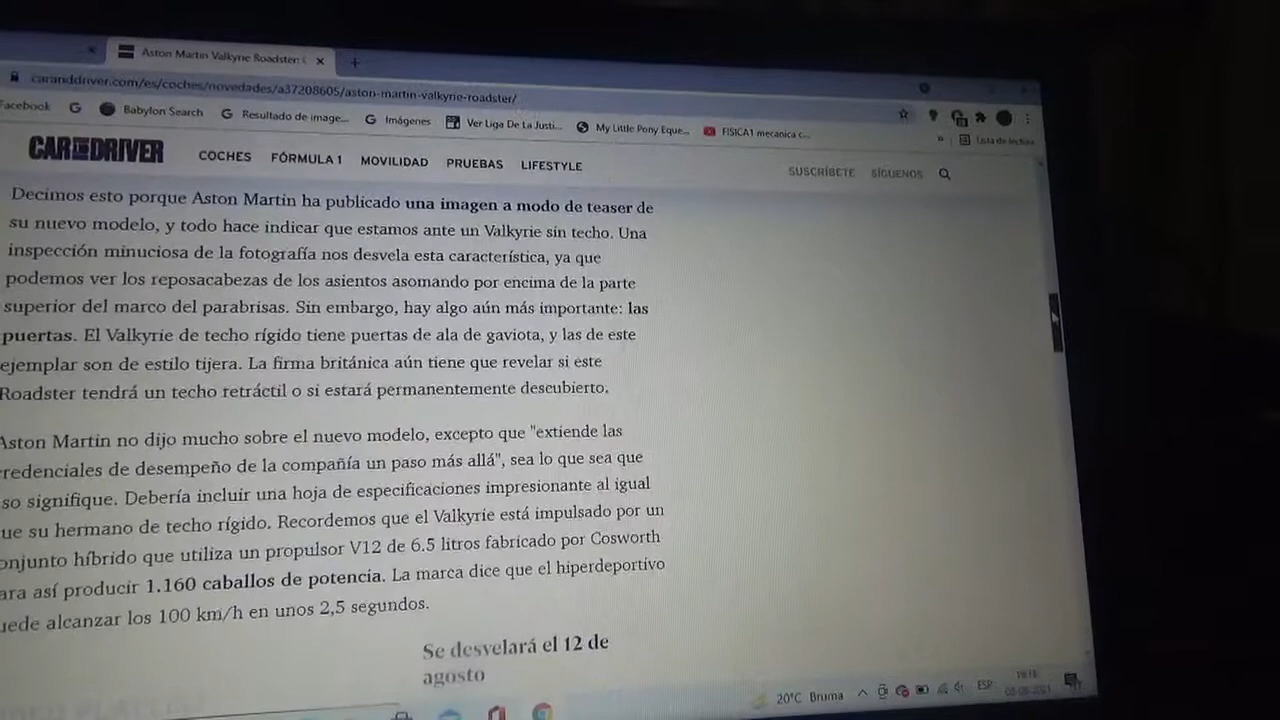 Aston Martin Valkyrie Roadster:
caranddriver.com/es/coches/novedades/a37208605/aston-martin-valkyrie-roadster/
Facebook
Babylon Search
Resultado de image...
Imágenes
Ver Liga De La Justi...
My Little Pony Eque...
FISICA1 mecanica c...
»
Lista de lectura
CAR AND DRIVER
COCHES
FÓRMULA 1
MOVILIDAD
PRUEBAS
LIFESTYLE
SUSCRÍBETE
SÍGUENOS
Decimos esto porque Aston Martin ha publicado una imagen a modo de teaser de
su nuevo modelo, y todo hace indicar que estamos ante un Valkyrie sin techo. Una
inspección minuciosa de la fotografía nos desvela esta característica, ya que
podemos ver los reposacabezas de los asientos asomando por encima de la parte
superior del marco del parabrisas. Sin embargo, hay algo aún más importante: las
puertas. El Valkyrie de techo rígido tiene puertas de ala de gaviota, y las de este
ejemplar son de estilo tijera. La firma británica aún tiene que revelar si este
Roadster tendrá un techo retráctil o si estará permanentemente descubierto.
Aston Martin no dijo mucho sobre el nuevo modelo, excepto que "extiende las
redenciales de desempeño de la compañía un paso más allá", sea lo que sea que
so signifique. Debería incluir una hoja de especificaciones impresionante al igual
ue su hermano de techo rígido. Recordemos que el Valkyrie está impulsado por un
onjunto híbrido que utiliza un propulsor V12 de 6.5 litros fabricado por Cosworth
ara así producir 1.160 caballos de potencia. La marca dice que el hiperdeportivo
uede alcanzar los 100 km/h en unos 2,5 segundos.
Se desvelará el 12 de
agosto
20°C Bruma
ESP